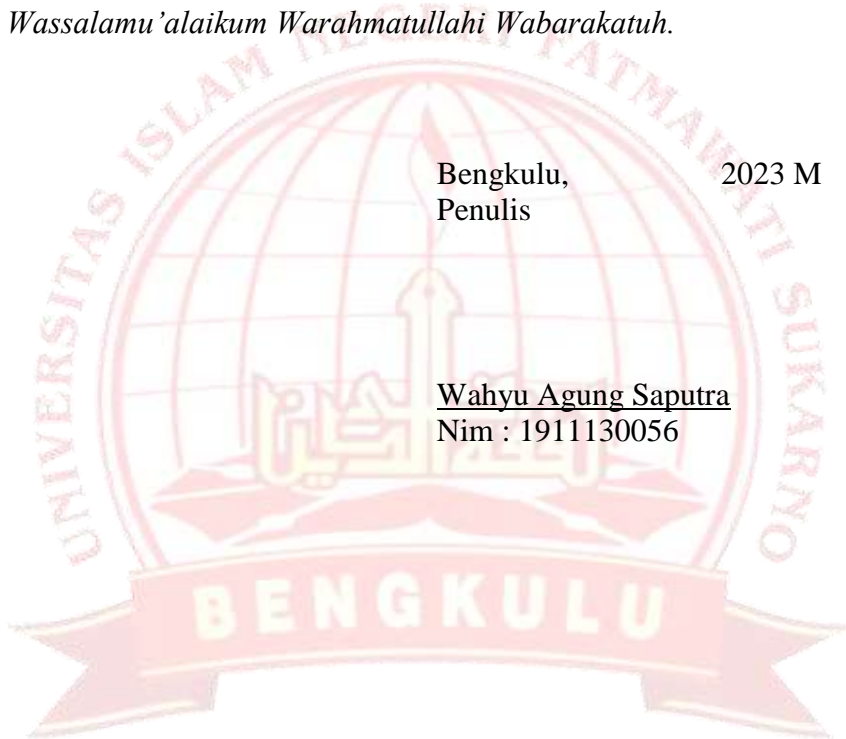 Wassalamu’alaikum Warahmatullahi Wabarakatuh.
Bengkulu, 2023 M
Penulis
Wahyu Agung Saputra
Nim : 1911130056
UNIVERSITAS ISLAM NEGERI FATMAWATI SUKARNO
BENGKULU